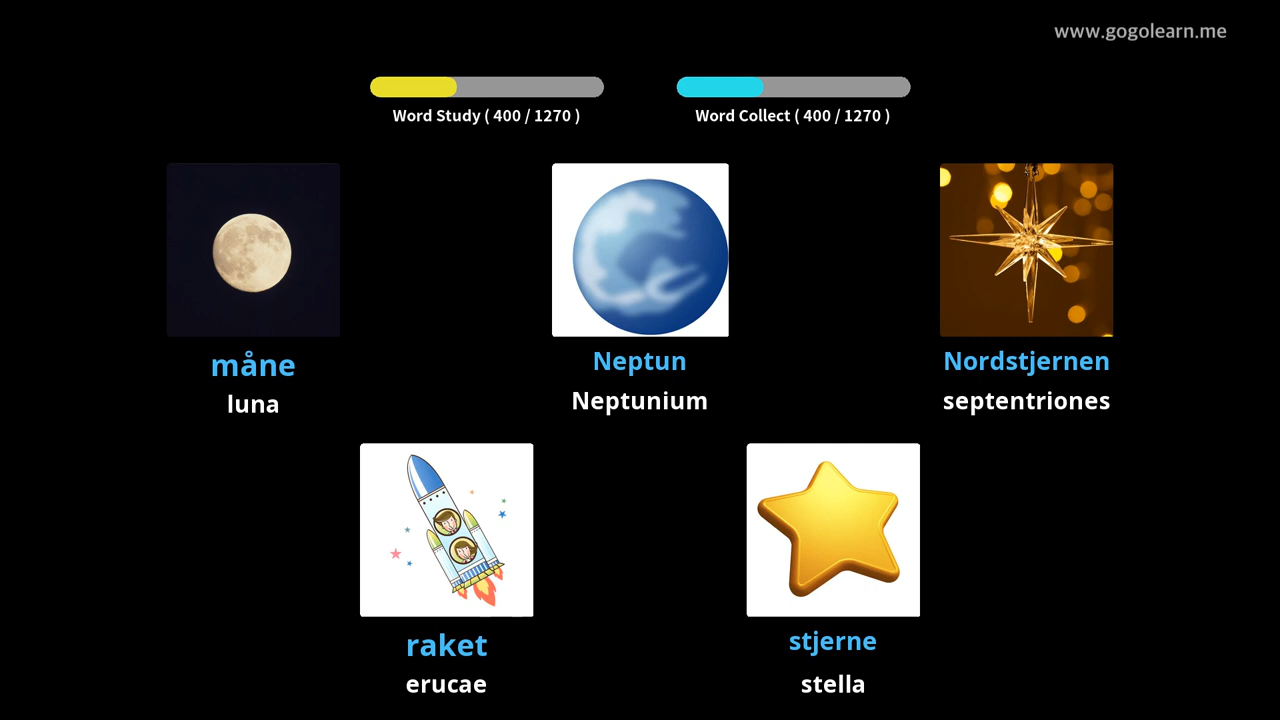 www.gogolearn.me
Word Study ( 400 / 1270 )
Word Collect ( 400 / 1270 )
måne
luna
Neptun
Neptunium
Nordstjernen
septentriones
raket
erucae
stjerne
stella